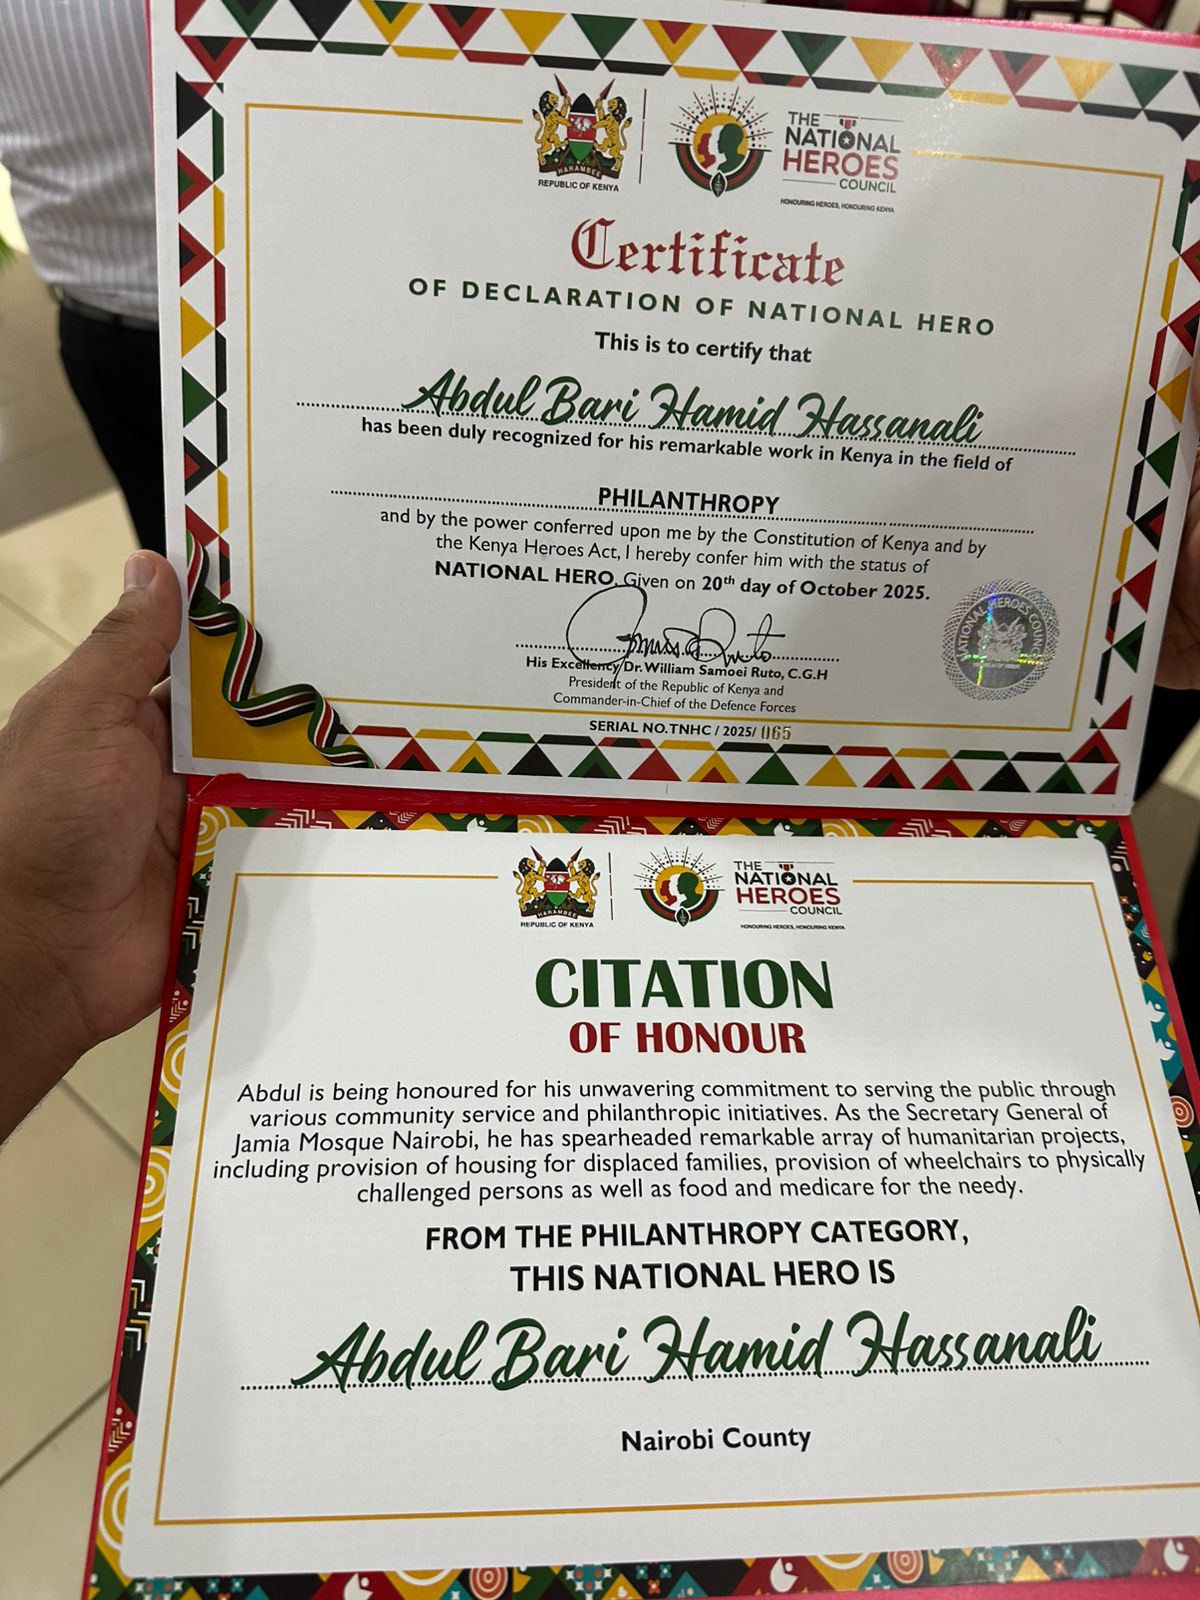 HARAMBEE
REPUBLIC OF KENYA
THE
NATIONAL
HEROES
COUNCIL
HONOURING HEROES, HONOURING KENYA
Certificate
OF DECLARATION OF NATIONAL HERO
This is to certify that
Abdul Bari Hamid Hassanali
has been duly recognized for his remarkable work in Kenya in the field of
PHILANTHROPY
and by the power conferred upon me by the Constitution of Kenya and by
the Kenya Heroes Act, I hereby confer him with the status of
NATIONAL HERO. Given on 20th day of October 2025.
His Excellency Dr. William Samoei Ruto, C.G.H
President of the Republic of Kenya and
Commander-in-Chief of the Defence Forces
NATIONAL HEROES COUNCIL
SERIAL NO.TNHC / 2025/ 065
HARAMBEE
REPUBLIC OF KENYA
THE
NATIONAL
HEROES
COUNCIL
HONOURING HEROES, HONOURING KENYA
CITATION
OF HONOUR
Abdul is being honoured for his unwavering commitment to serving the public through
various community service and philanthropic initiatives. As the Secretary General of
Jamia Mosque Nairobi, he has spearheaded remarkable array of humanitarian projects,
including provision of housing for displaced families, provision of wheelchairs to physically
challenged persons as well as food and medicare for the needy.
FROM THE PHILANTHROPY CATEGORY,
THIS NATIONAL HERO IS
Abdul Bari Hamid Hassanali
Nairobi County